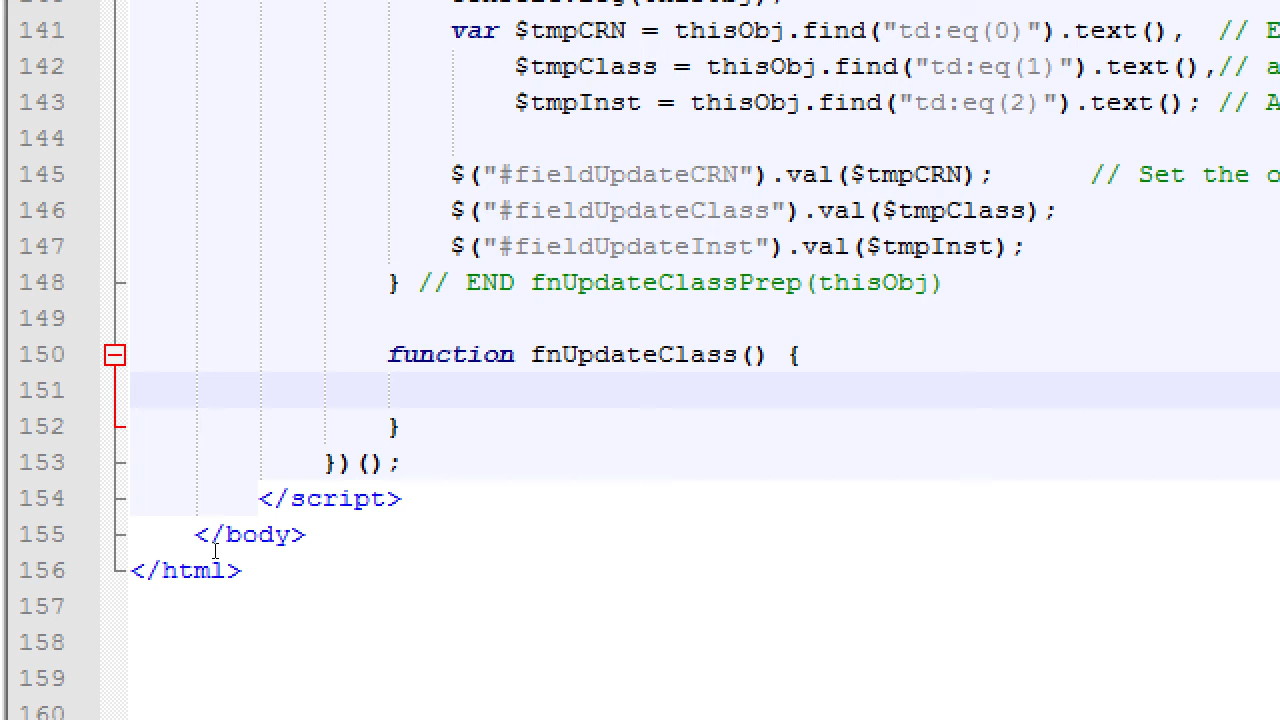 141 var $tmpCRN = thisObj.find("td:eq(0)").text(), // E
142 $tmpClass = thisObj.find("td:eq(1)").text(),// a
143 $tmpInst = thisObj.find("td:eq(2)").text(); // A
144
145 $("#fieldUpdateCRN").val($tmpCRN); // Set the o
146 $("#fieldUpdateClass").val($tmpClass);
147 $("#fieldUpdateInst").val($tmpInst);
148 } // END fnUpdateClassPrep(thisObj)
149
150 function fnUpdateClass() {
151
152 }
153 })();
154 </script>
155 </body>
156 </html>
157
158
159
160